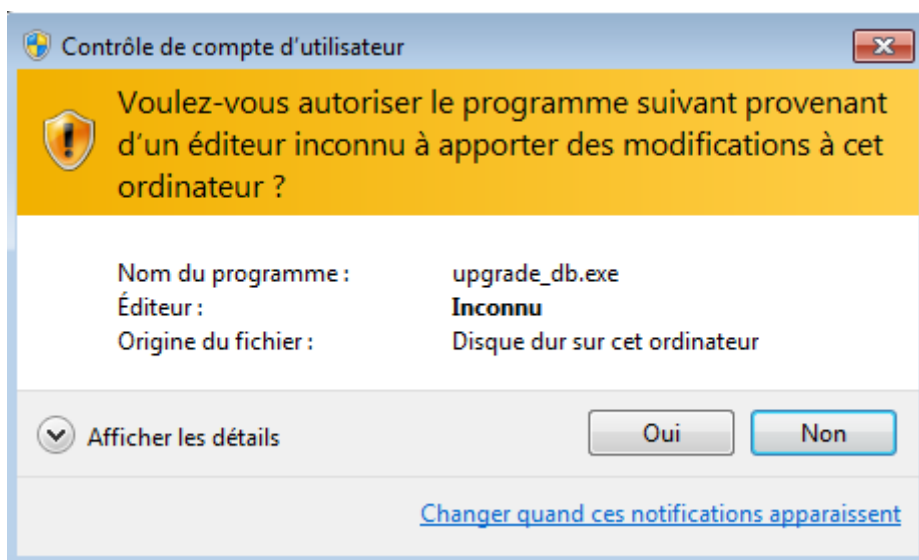 Contrôle de compte d'utilisateur
Voulez-vous autoriser le programme suivant provenant
d'un éditeur inconnu à apporter des modifications à cet
ordinateur ?
Nom du programme : upgrade_db.exe
Éditeur : Inconnu
Origine du fichier : Disque dur sur cet ordinateur
Afficher les détails Oui Non
Changer quand ces notifications apparaissent